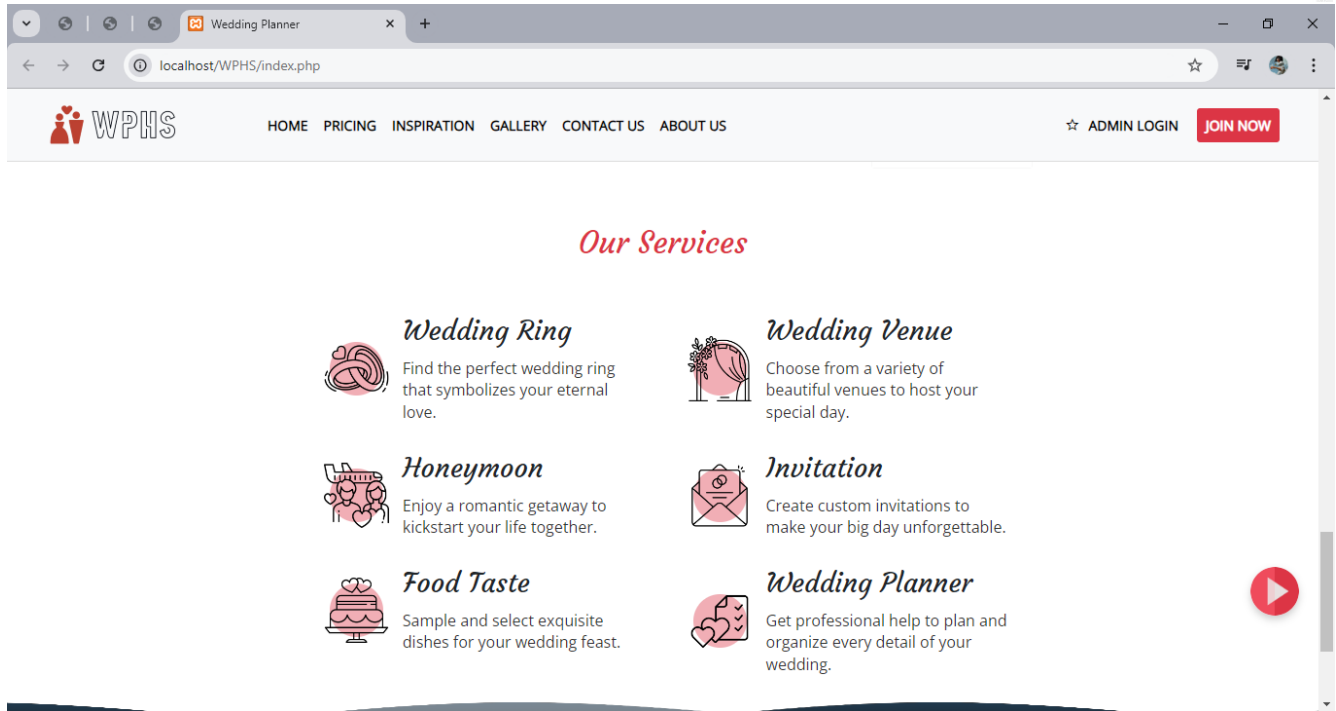 Wedding Planner
localhost/WPHS/index.php
WPHS
HOME PRICING INSPIRATION GALLERY CONTACT US ABOUT US
ADMIN LOGIN
JOIN NOW
Our Services
Wedding Ring
Find the perfect wedding ring
that symbolizes your eternal
love.
Wedding Venue
Choose from a variety of
beautiful venues to host your
special day.
Honeymoon
Enjoy a romantic getaway to
kickstart your life together.
Invitation
Create custom invitations to
make your big day unforgettable.
Food Taste
Sample and select exquisite
dishes for your wedding feast.
Wedding Planner
Get professional help to plan and
organize every detail of your
wedding.